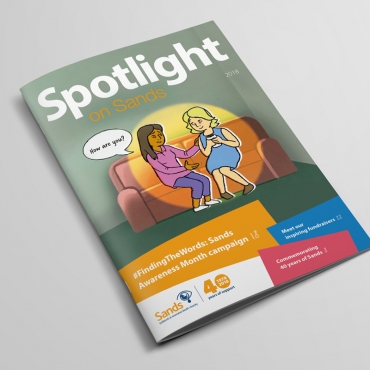 Spotlight
on Sands
2018
How are you?
#FindingTheWords: Sands
Awareness Month campaign
Meet our
inspiring fundraisers
Commemorating
40 years of Sands
Sands
40
years of support